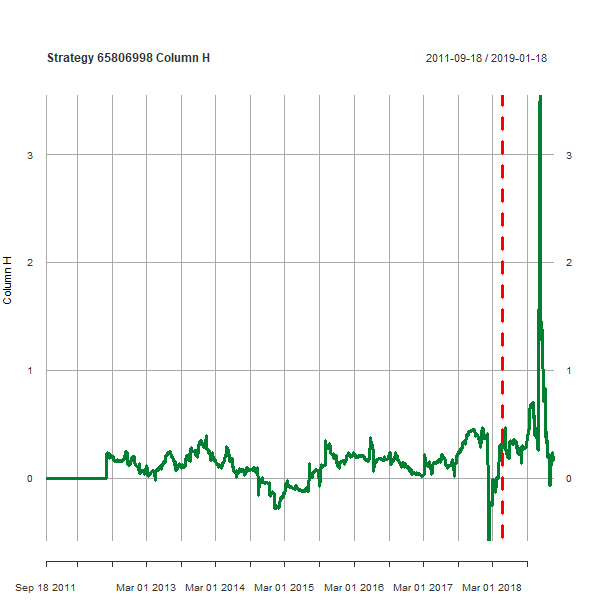 Strategy 65806998 Column H
2011-09-18 / 2019-01-18
3
3
2
2
1
1
0
0
Column H
Sep 18 2011
Mar 01 2013
Mar 01 2014
Mar 01 2015
Mar 01 2016
Mar 01 2017
Mar 01 2018